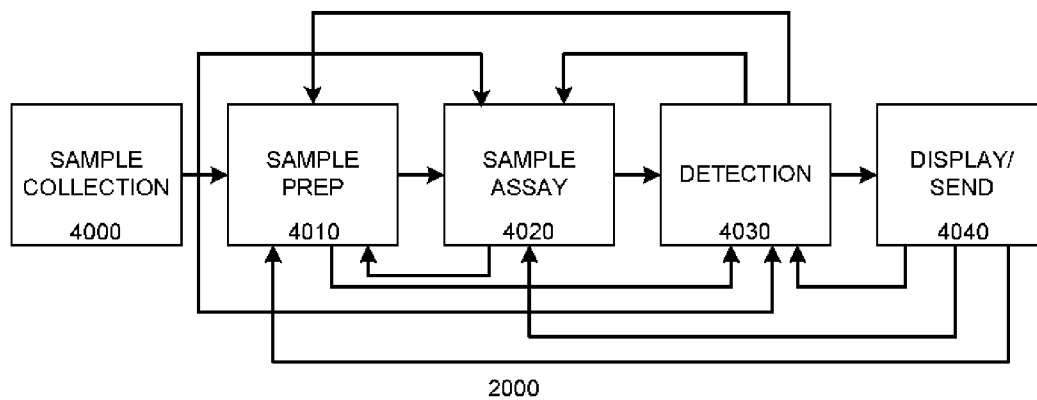 SAMPLE
COLLECTION
4000
SAMPLE
PREP
4010
SAMPLE
ASSAY
4020
DETECTION
4030
DISPLAY/
SEND
4040
2000